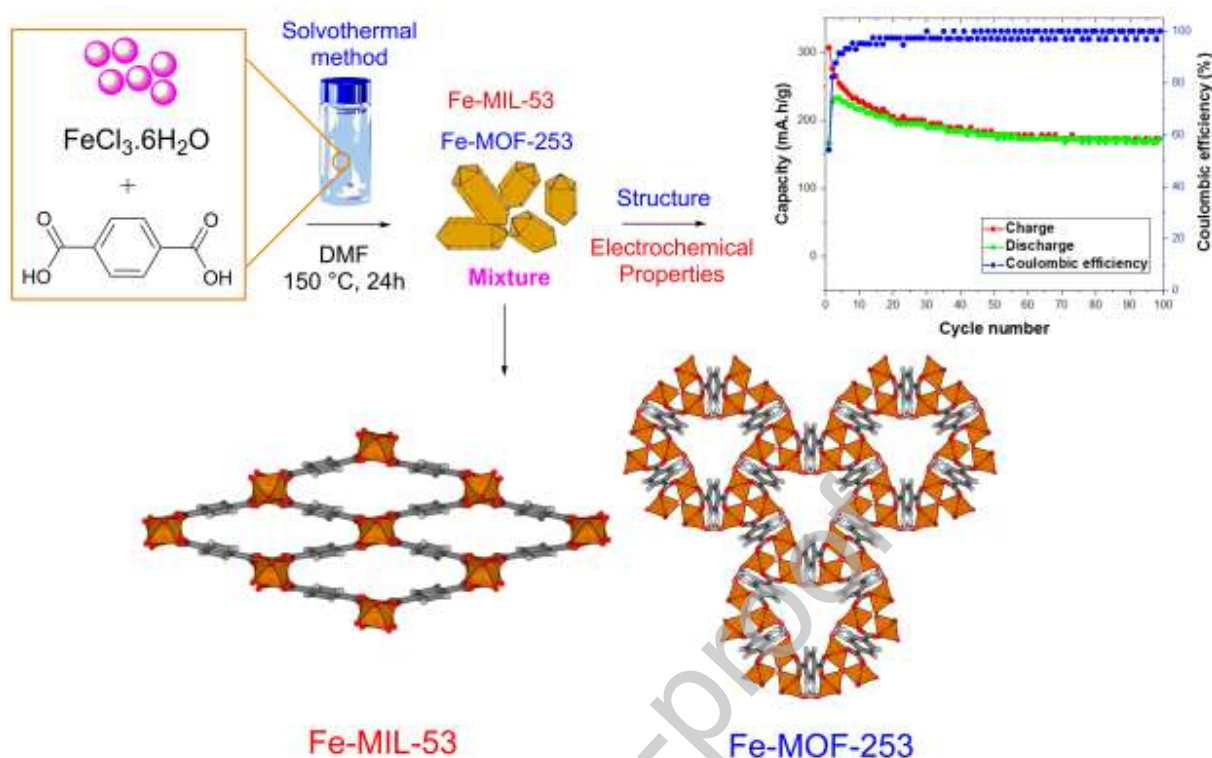 Solvothermal
method
FeCl3.6H2O
+
O
HO
O
OH
DMF
150 °C, 24h
Fe-MIL-53
Fe-MOF-253
Mixture
Structure
Electrochemical
Properties
Capacity (mA.h/g)
300
200
100
0
Coulombic efficiency (%)
100
80
60
40
20
0
Charge
Discharge
Coulombic efficiency
0 10 20 30 40 50 60 70 80 90 100
Cycle number
-proof
Fe-MIL-53
Fe-MOF-253